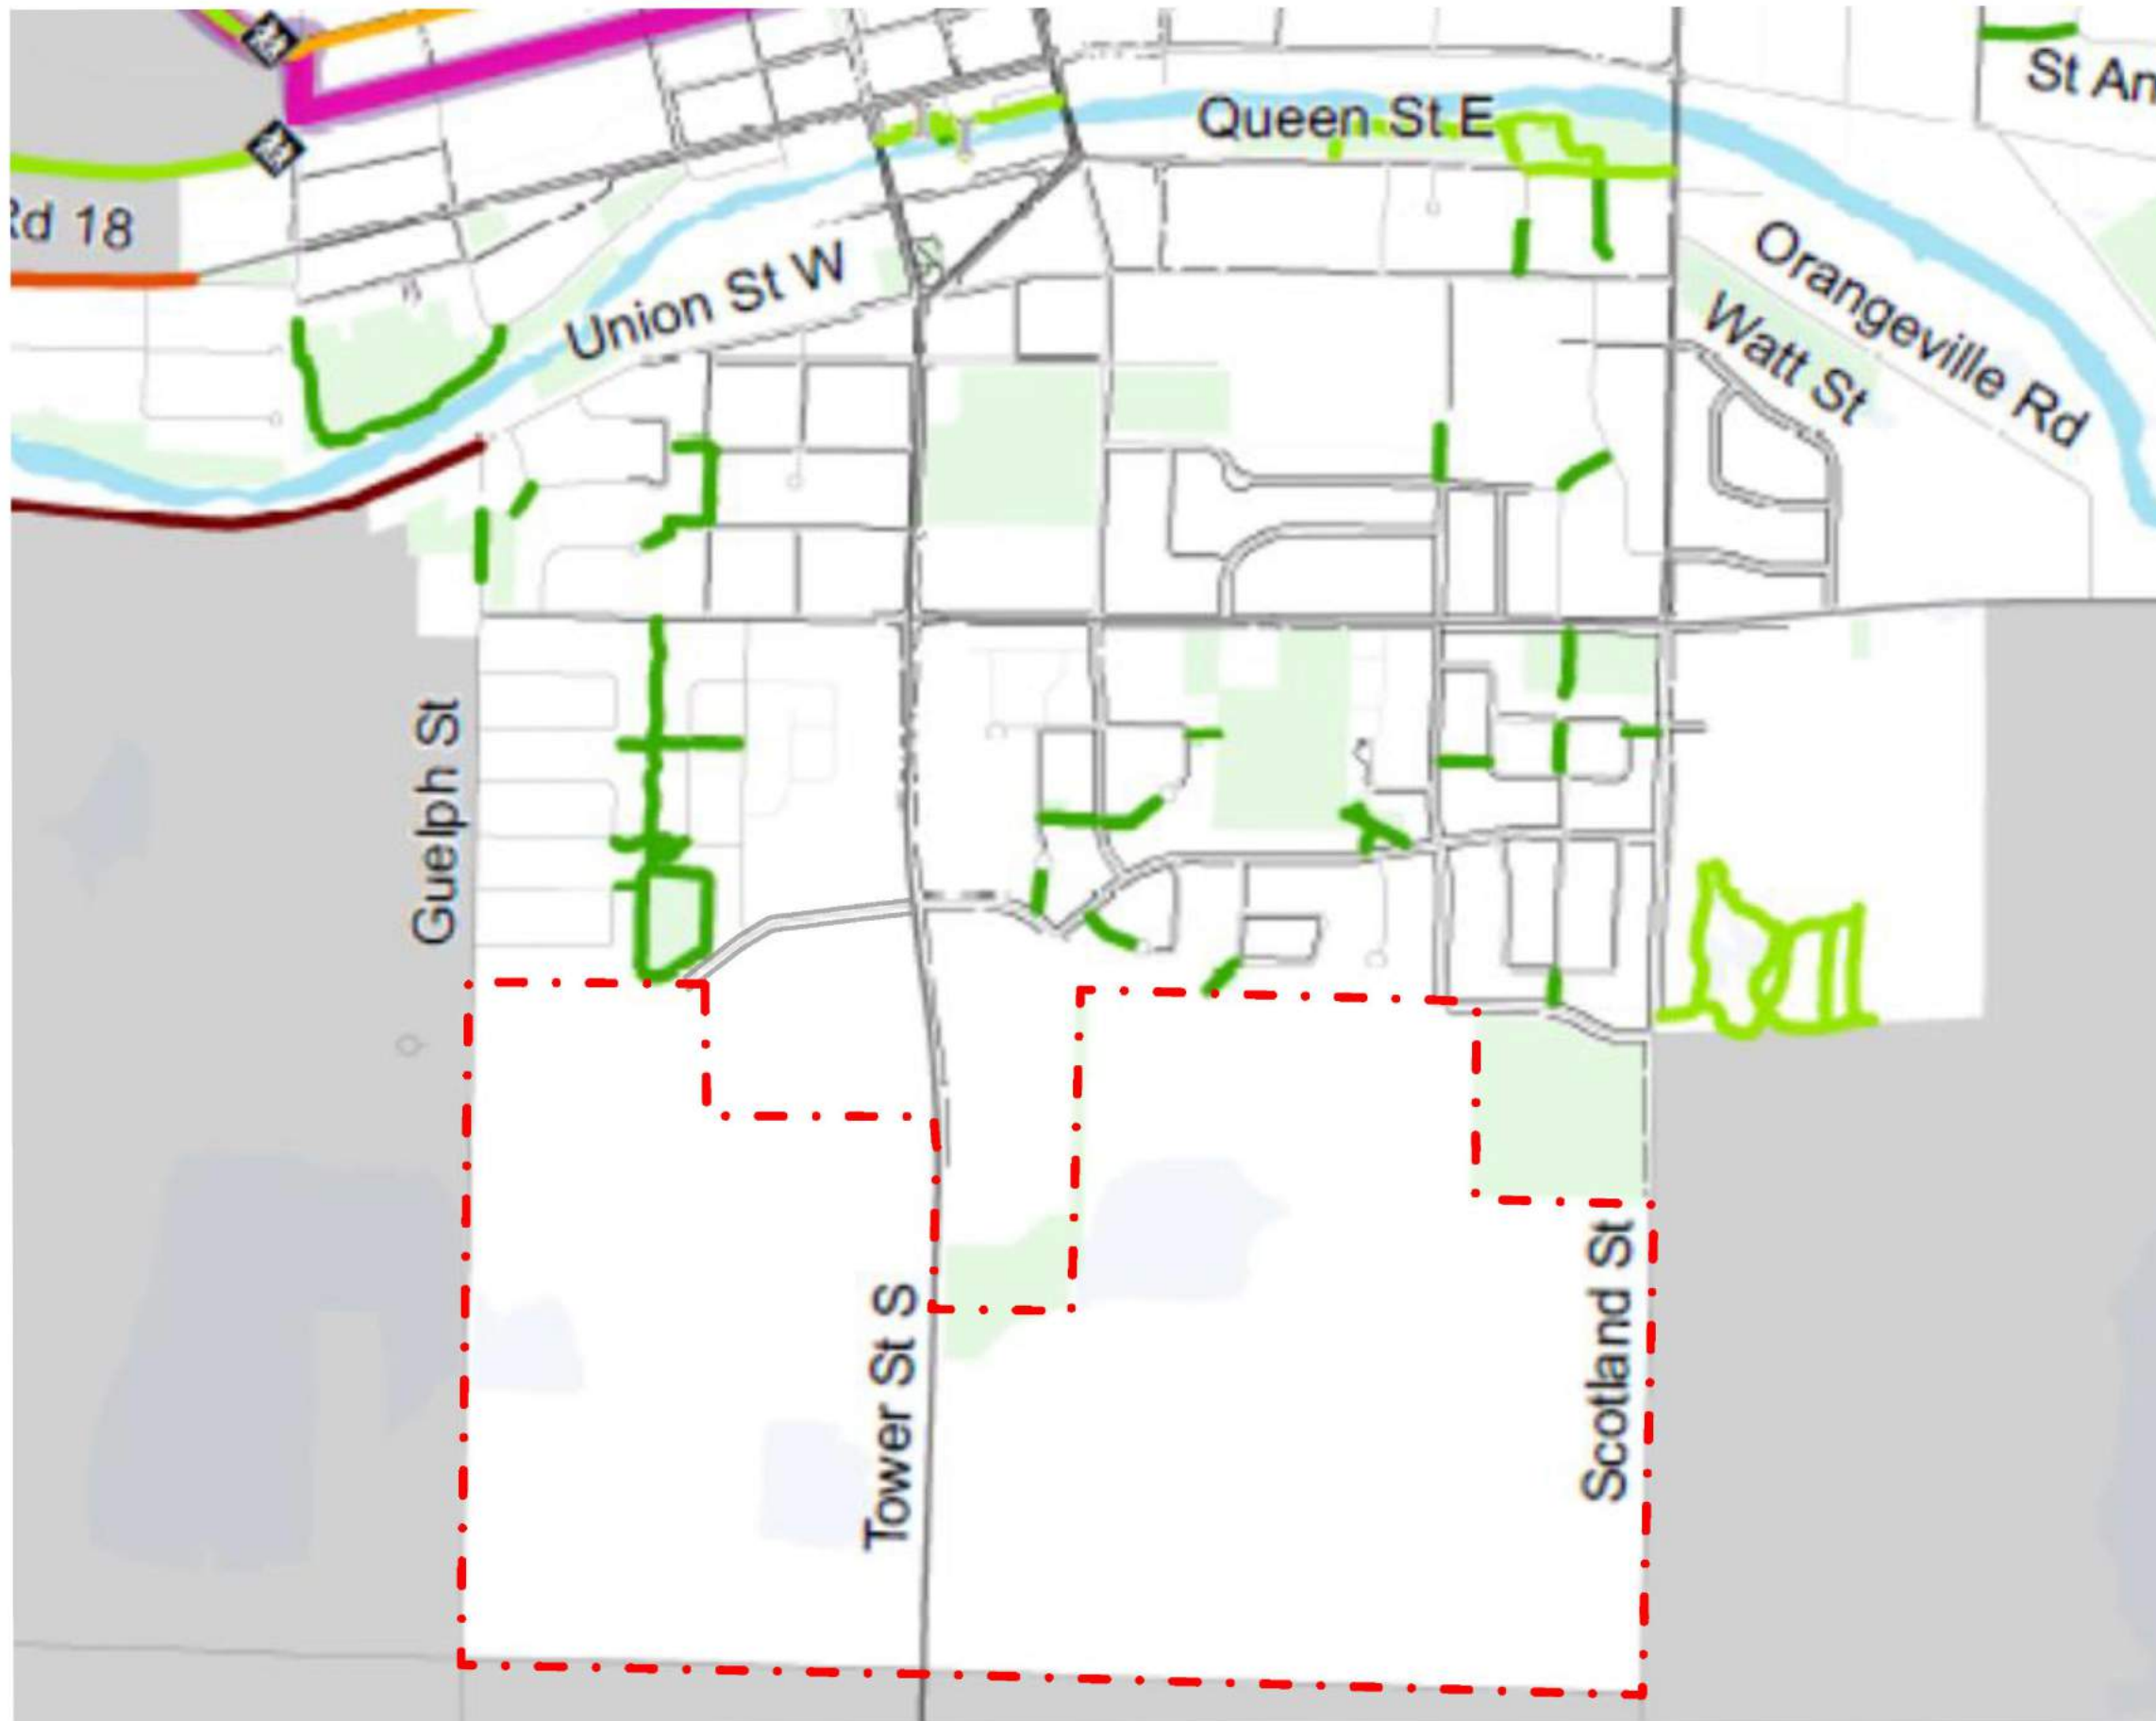 St An
Queen St E
Rd 18
Union St W
Orangeville Rd
Watt St
Guelph St
Tower St S
Scotland St